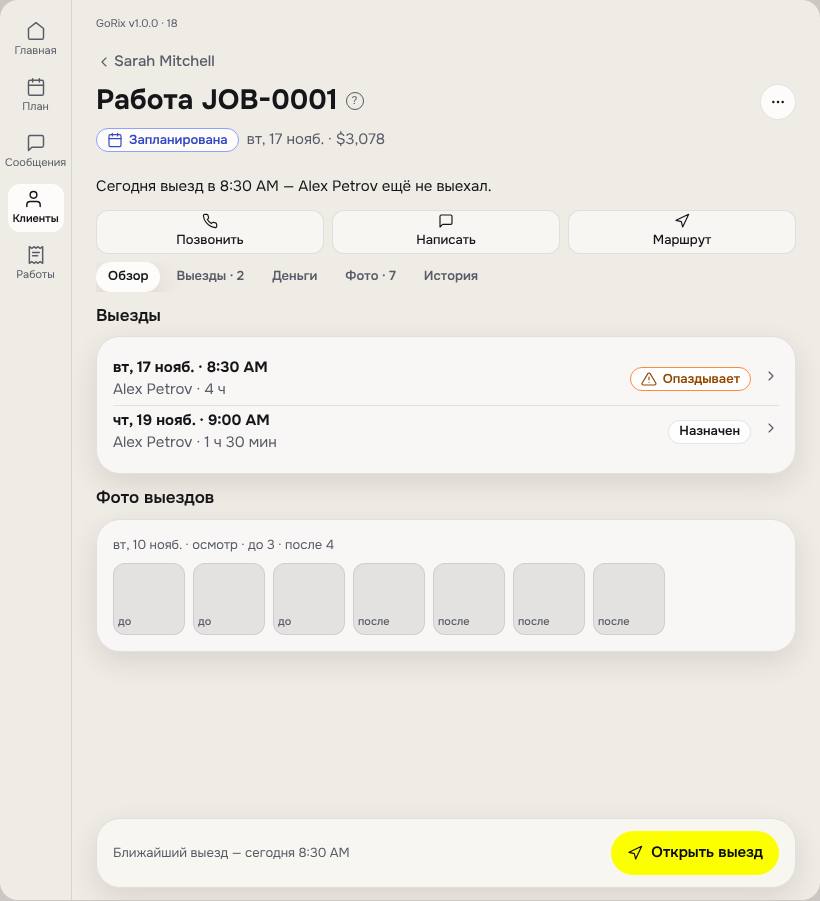 GoRix v1.0.0 · 18
Главная
План
Сообщения
Клиенты
Работы
Sarah Mitchell
Работа JOB-0001 ?
Запланирована вт, 17 нояб. · $3,078
Сегодня выезд в 8:30 AM — Alex Petrov ещё не выехал.
Позвонить Написать Маршрут
Обзор Выезды · 2 Деньги Фото · 7 История
Выезды
вт, 17 нояб. · 8:30 AM
Alex Petrov · 4 ч
Опаздывает
чт, 19 нояб. · 9:00 AM
Alex Petrov · 1 ч 30 мин
Назначен
Фото выездов
вт, 10 нояб. · осмотр · до 3 · после 4
до до до после после после после
Ближайший выезд — сегодня 8:30 AM
Открыть выезд